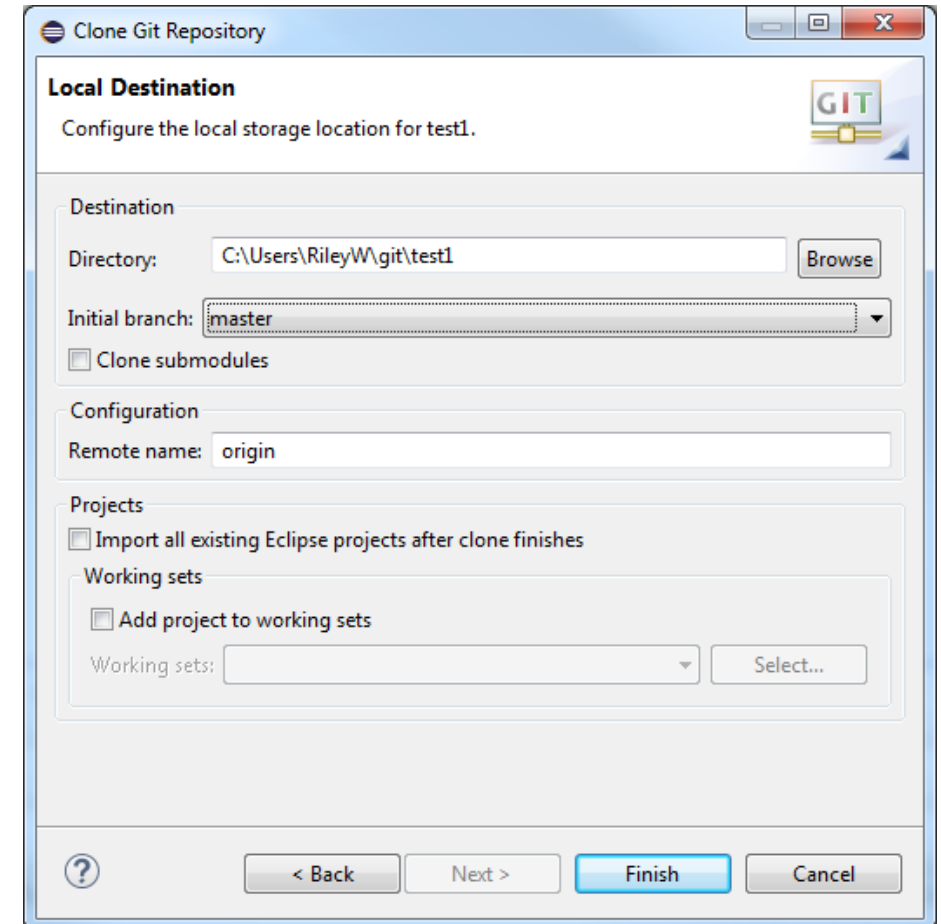 Clone Git Repository
Local Destination
Configure the local storage location for test1.
GIT
Destination
Directory: C:\Users\RileyW\git\test1 Browse
Initial branch: master
Clone submodules
Configuration
Remote name: origin
Projects
Import all existing Eclipse projects after clone finishes
Working sets
Add project to working sets
Working sets: Select...
? < Back Next > Finish Cancel